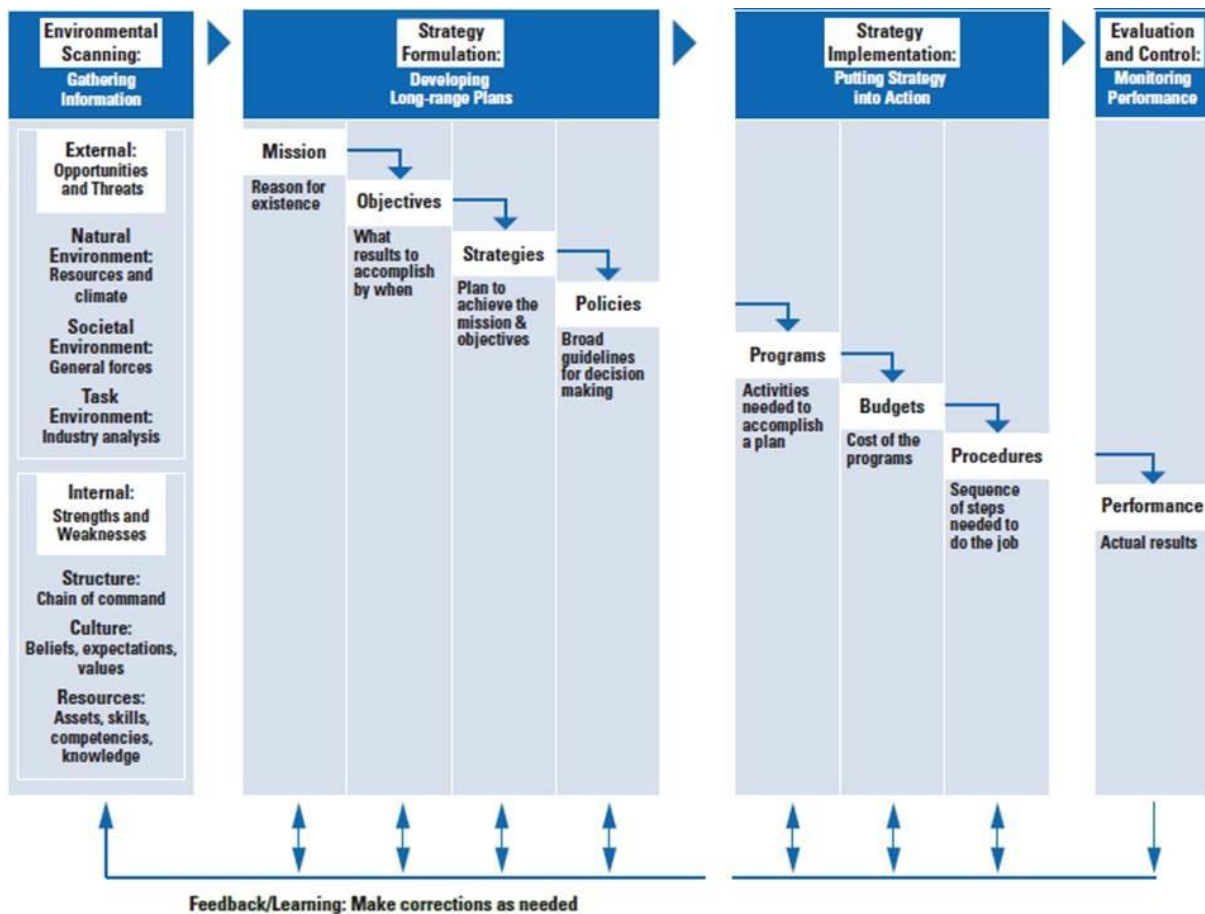 Environmental
Scanning:
Gathering
Information
Strategy
Formulation:
Developing
Long-range Plans
Strategy
Implementation:
Putting Strategy
into Action
Evaluation
and Control:
Monitoring
Performance
External:
Opportunities
and Threats
Natural
Environment:
Resources and
climate
Societal
Environment:
General forces
Task
Environment:
Industry analysis
Internal:
Strengths and
Weaknesses
Structure:
Chain of command
Culture:
Beliefs, expectations,
values
Resources:
Assets, skills,
competencies,
knowledge
Mission
Reason for
existence
Objectives
What
results to
accomplish
by when
Strategies
Plan to
achieve the
mission &
objectives
Policies
Broad
guidelines
for decision
making
Programs
Activities
needed to
accomplish
a plan
Budgets
Cost of the
programs
Procedures
Sequence
of steps
needed to
do the job
Performance
Actual results
Feedback/Learning: Make corrections as needed